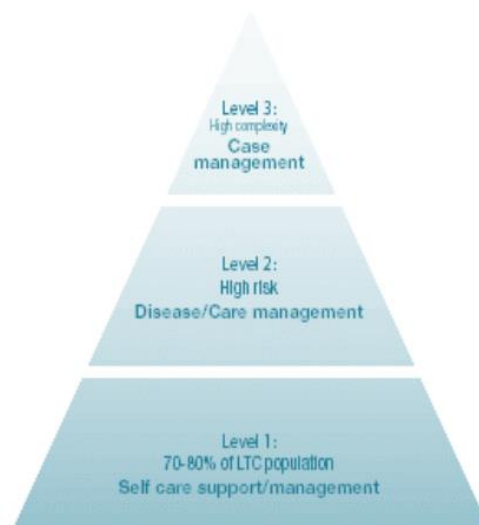 Level 3:
High complexity
Case
management
Level 2:
High risk
Disease/Care management
Level 1:
70-80% of LTC population
Self care support/management